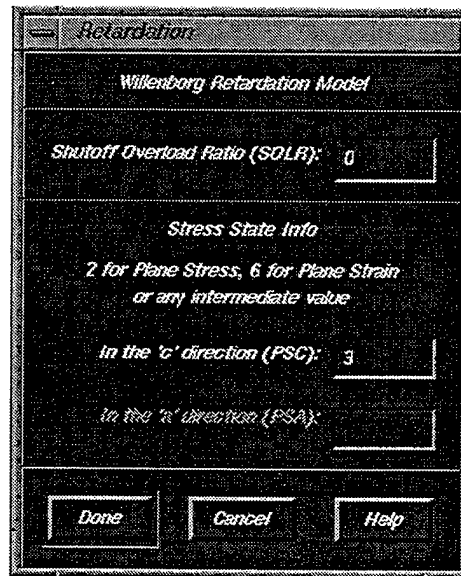 Retardation
Willenborg Retardation Model
Shutoff Overload Ratio (SOLR): 0
Stress State Info
2 for Plane Stress, 6 for Plane Strain
or any intermediate value
In the 'c' direction (PSC): 3
In the 'a' direction (PSA):
Done Cancel Help